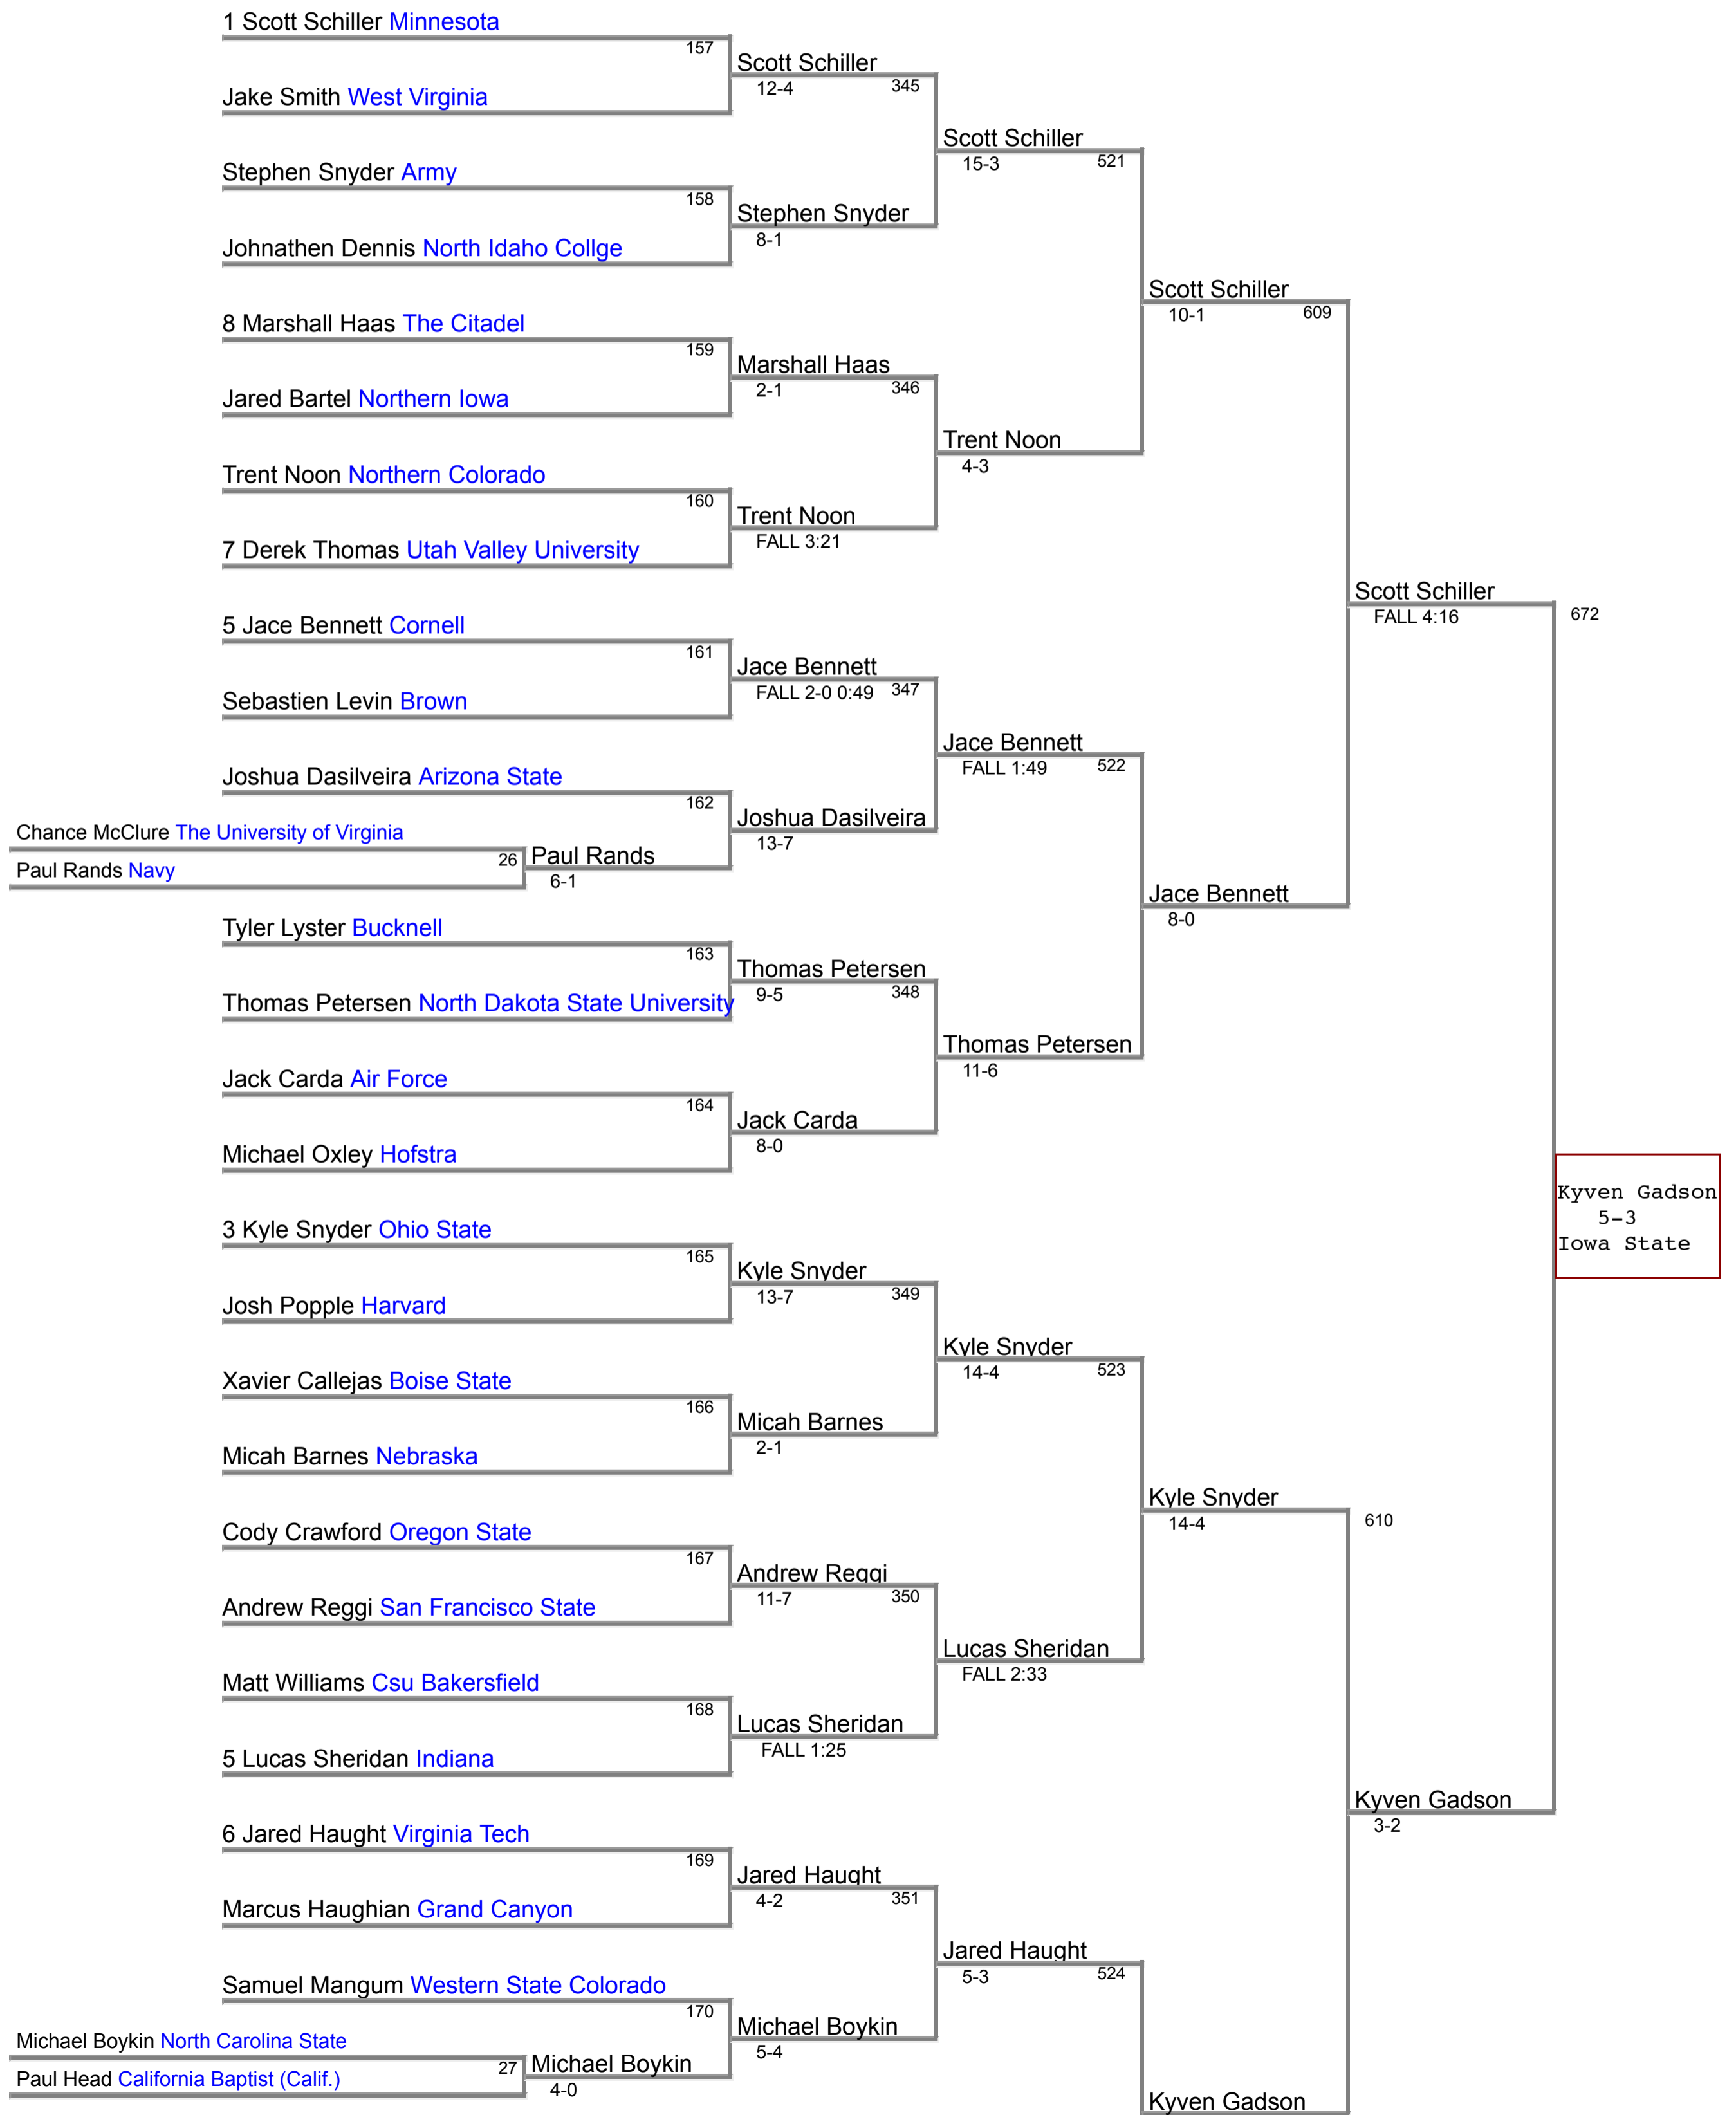 1 Scott Schiller Minnesota
157
Scott Schiller
12-4 345
Jake Smith West Virginia
Scott Schiller
15-3 521
Stephen Snyder Army
158
Stephen Snyder
8-1
Johnathen Dennis North Idaho Collge
Scott Schiller
10-1 609
8 Marshall Haas The Citadel
159
Marshall Haas
2-1 346
Jared Bartel Northern Iowa
Trent Noon
4-3
Trent Noon Northern Colorado
160
Trent Noon
FALL 3:21
7 Derek Thomas Utah Valley University
Scott Schiller
FALL 4:16 672
5 Jace Bennett Cornell
161
Jace Bennett
FALL 2-0 0:49 347
Sebastien Levin Brown
Jace Bennett
FALL 1:49 522
Joshua Dasilveira Arizona State
162
Joshua Dasilveira
13-7
Chance McClure The University of Virginia
26 Paul Rands
Paul Rands Navy
6-1
Jace Bennett
8-0
Tyler Lyster Bucknell
163
Thomas Petersen
9-5 348
Thomas Petersen North Dakota State University
Thomas Petersen
11-6
Jack Carda Air Force
164
Jack Carda
8-0
Michael Oxley Hofstra
Kyven Gadson
5-3
Iowa State
3 Kyle Snyder Ohio State
165
Kyle Snyder
13-7 349
Josh Popple Harvard
Kyle Snyder
14-4 523
Xavier Callejas Boise State
166
Micah Barnes
2-1
Micah Barnes Nebraska
Kyle Snyder
14-4 610
Cody Crawford Oregon State
167
Andrew Reggi
11-7 350
Andrew Reggi San Francisco State
Lucas Sheridan
FALL 2:33
Matt Williams Csu Bakersfield
168
Lucas Sheridan
FALL 1:25
5 Lucas Sheridan Indiana
Kyven Gadson
3-2
6 Jared Haught Virginia Tech
169
Jared Haught
4-2 351
Marcus Haughian Grand Canyon
Jared Haught
5-3 524
Samuel Mangum Western State Colorado
170
Michael Boykin
5-4
Michael Boykin North Carolina State
27 Michael Boykin
Paul Head California Baptist (Calif.)
4-0
Kyven Gadson